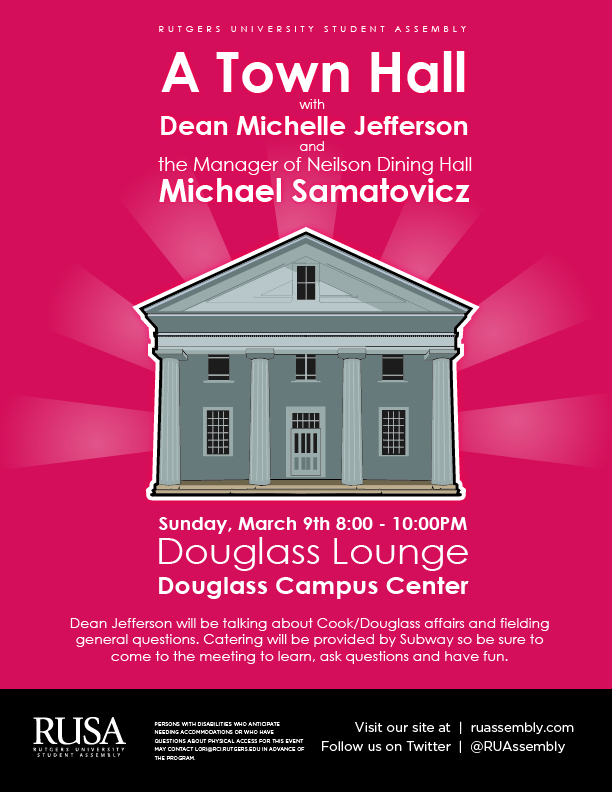 RUTGERS UNIVERSITY STUDENT ASSEMBLY
A Town Hall
with
Dean Michelle Jefferson
and
the Manager of Neilson Dining Hall
Michael Samatovicz
Sunday, March 9th 8:00 - 10:00PM
Douglass Lounge
Douglass Campus Center
Dean Jefferson will be talking about Cook/Douglass affairs and fielding
general questions. Catering will be provided by Subway so be sure to
come to the meeting to learn, ask questions and have fun.
RUSA
RUTGERS UNIVERSITY
STUDENT ASSEMBLY
PERSONS WITH DISABILITIES WHO ANTICIPATE
NEEDING ACCOMMODATIONS OR WHO HAVE
QUESTIONS ABOUT PHYSICAL ACCESS FOR THIS EVENT
MAY CONTACT LORI@RCI.RUTGERS.EDU IN ADVANCE OF
THE PROGRAM.
Visit our site at | ruassembly.com
Follow us on Twitter | @RUAssembly